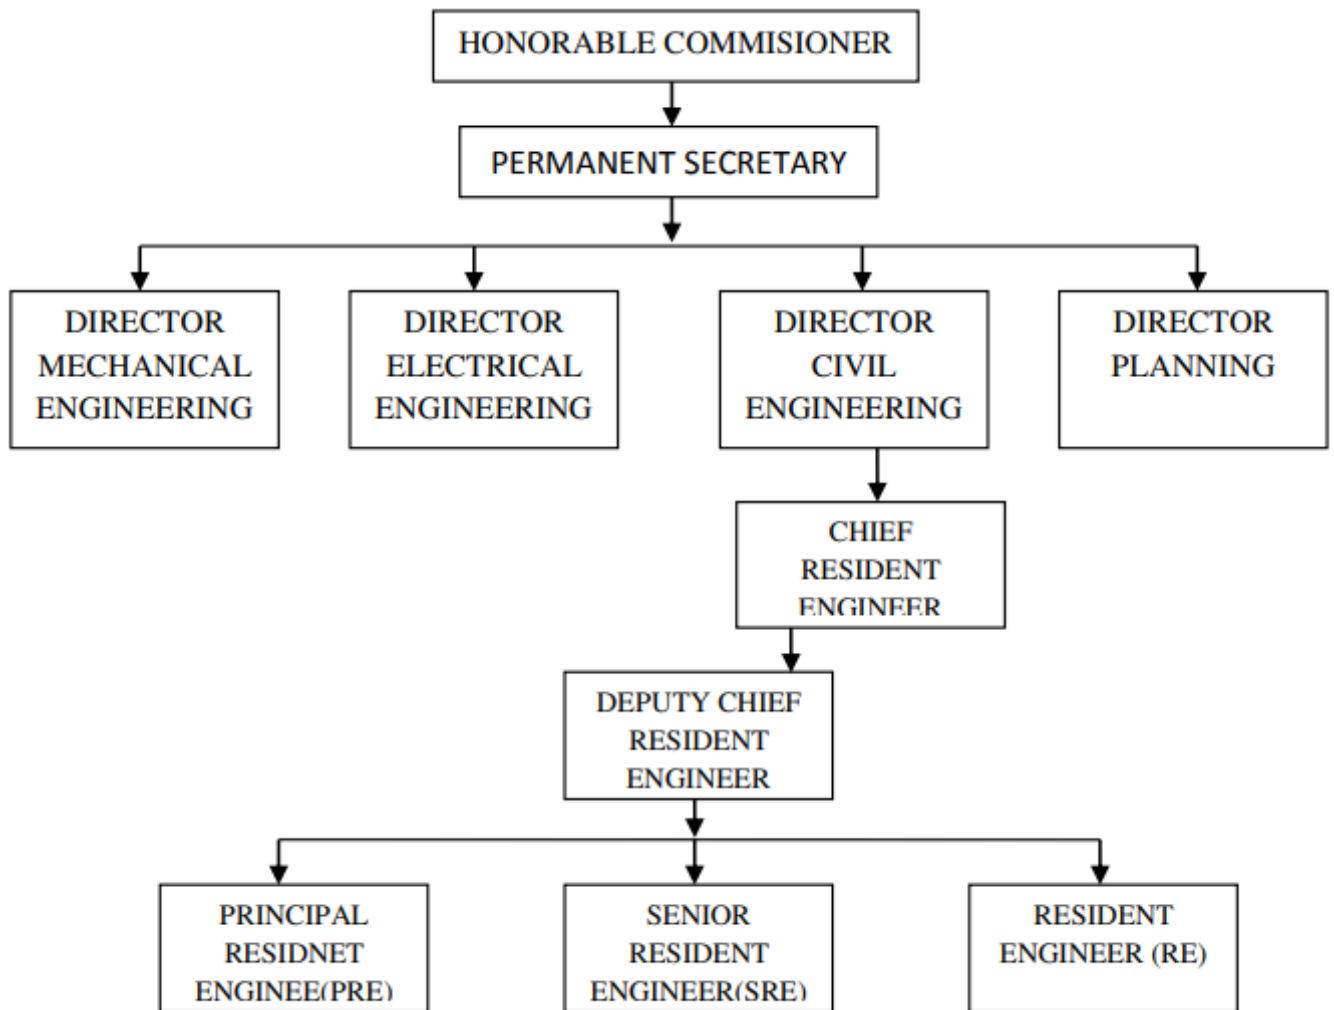 HONORABLE COMMISIONER
PERMANENT SECRETARY
DIRECTOR
MECHANICAL
ENGINEERING
DIRECTOR
ELECTRICAL
ENGINEERING
DIRECTOR
CIVIL
ENGINEERING
DIRECTOR
PLANNING
CHIEF
RESIDENT
ENGINEER
DEPUTY CHIEF
RESIDENT
ENGINEER
PRINCIPAL
RESIDNET
ENGINEE(PRE)
SENIOR
RESIDENT
ENGINEER(SRE)
RESIDENT
ENGINEER (RE)